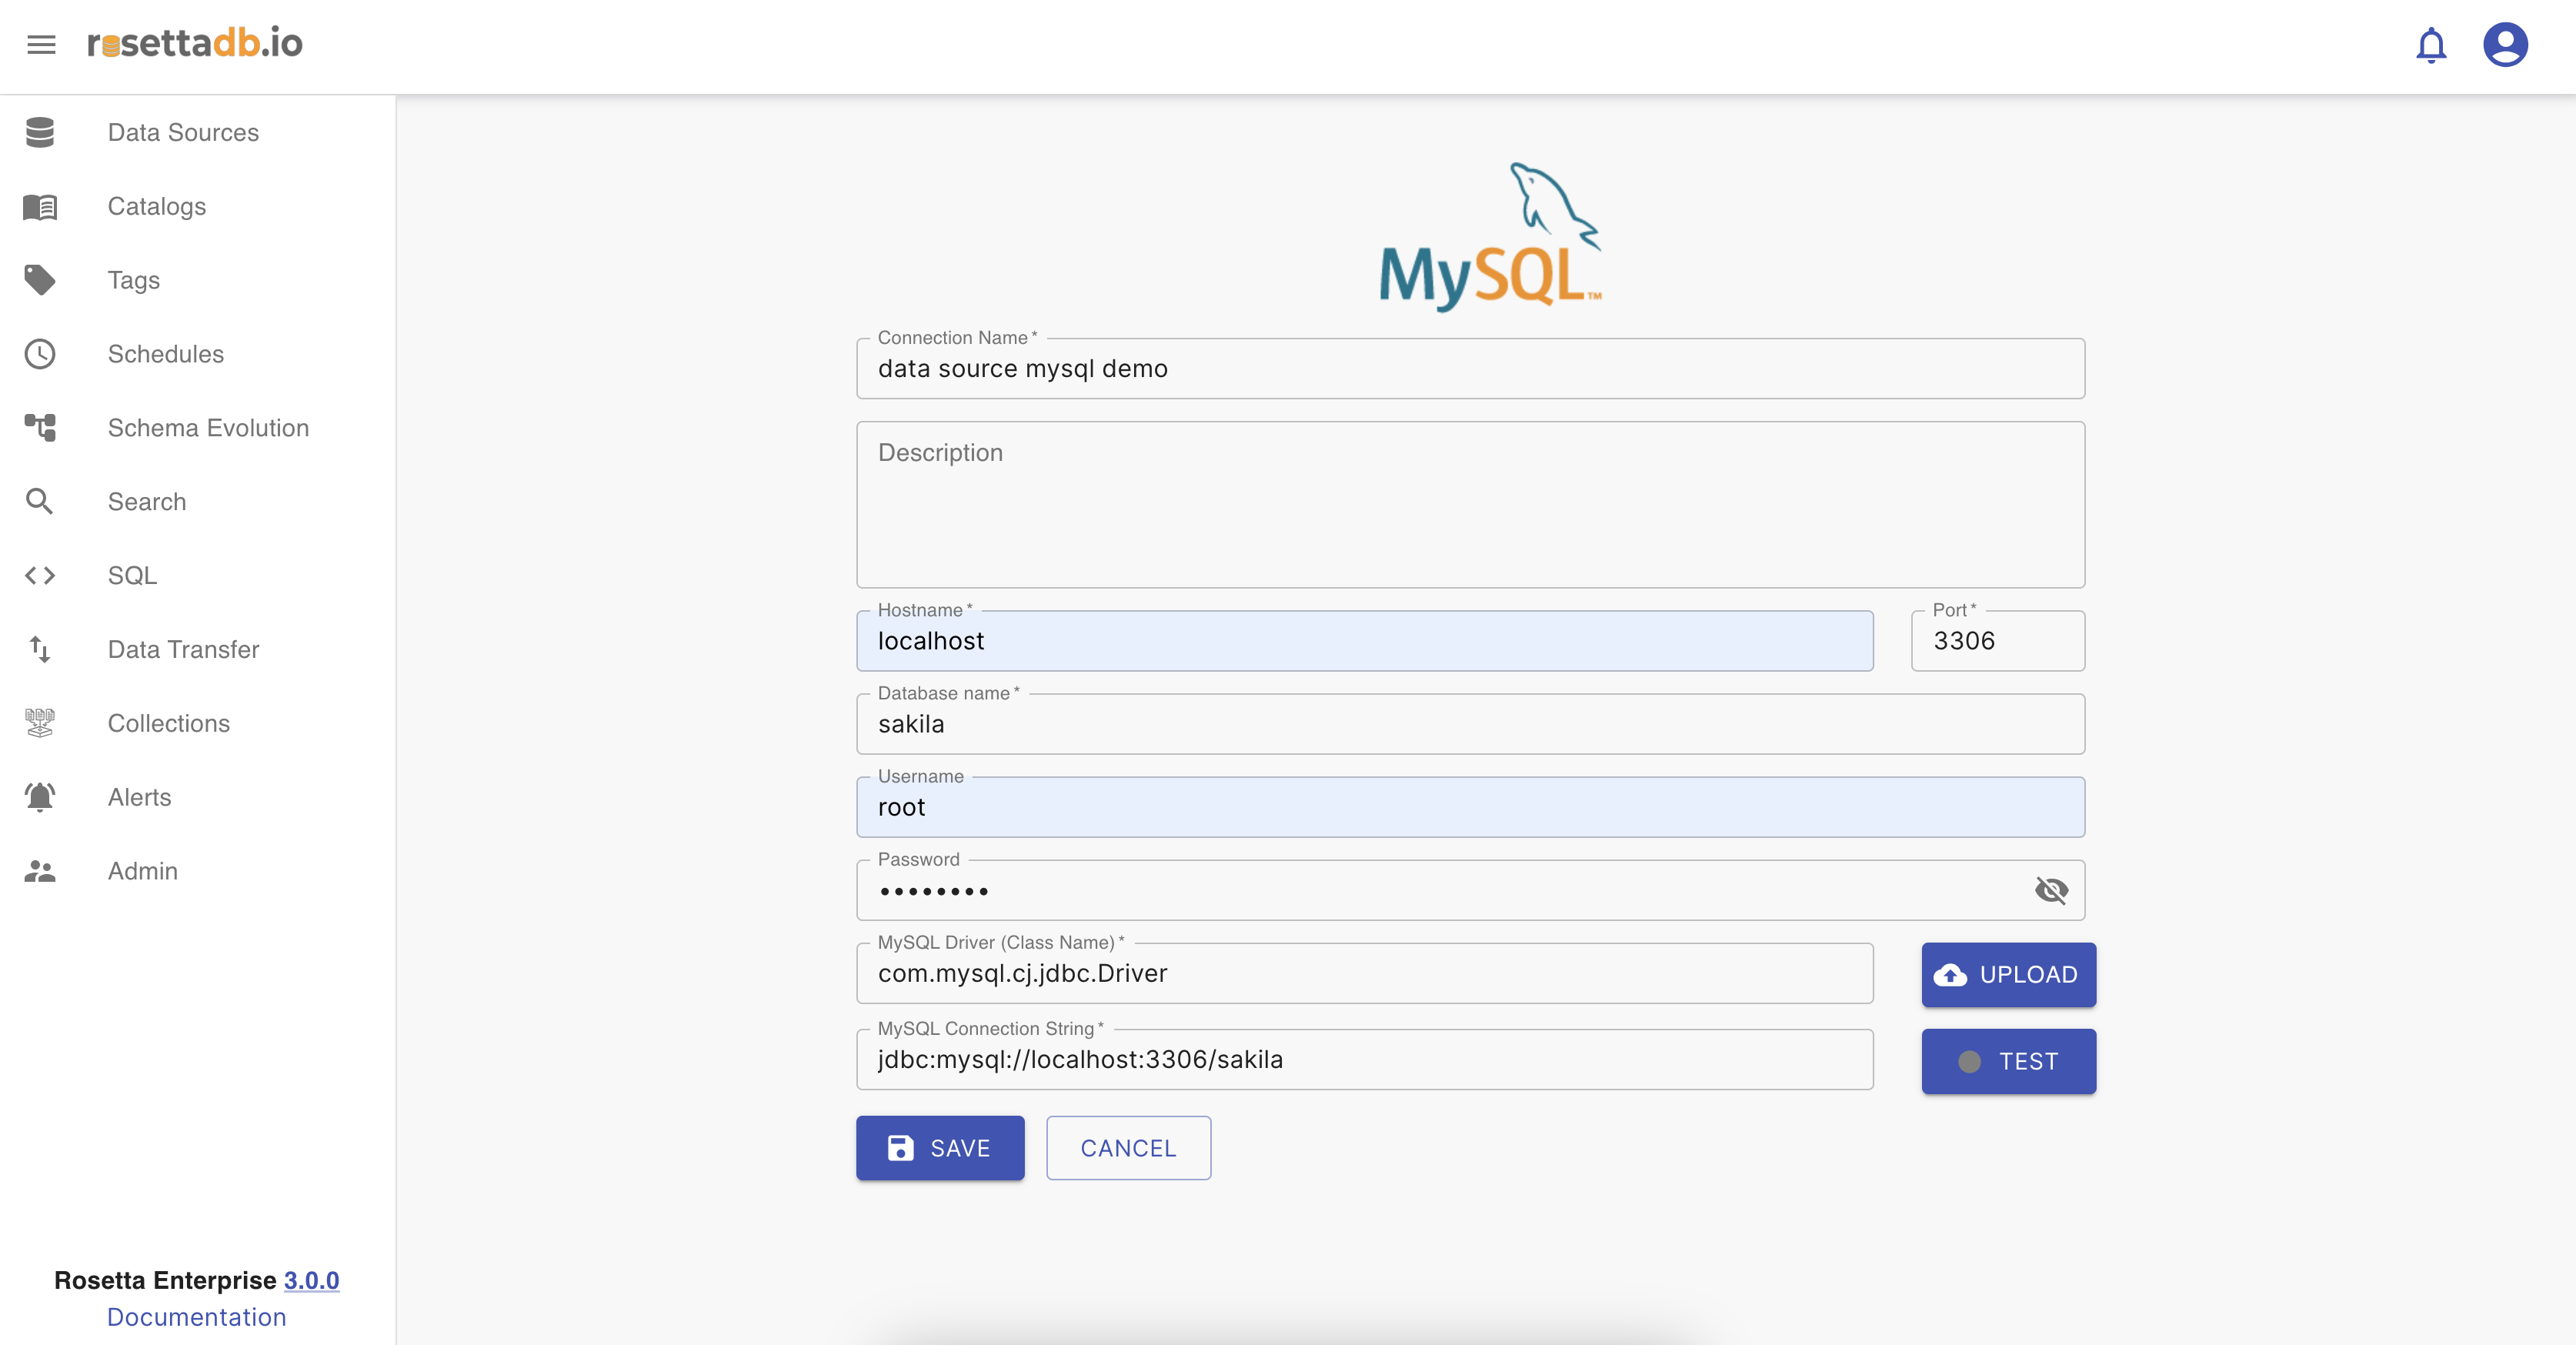 rosettadb.io
Data Sources
Catalogs
Tags
Schedules
Schema Evolution
Search
SQL
Data Transfer
Collections
Alerts
Admin
Rosetta Enterprise 3.0.0
Documentation
MySQL™
Connection Name *
data source mysql demo
Description
Hostname *
localhost
Port *
3306
Database name *
sakila
Username
root
Password
••••••••
MySQL Driver (Class Name) *
com.mysql.cj.jdbc.Driver
UPLOAD
MySQL Connection String *
jdbc:mysql://localhost:3306/sakila
TEST
SAVE
CANCEL